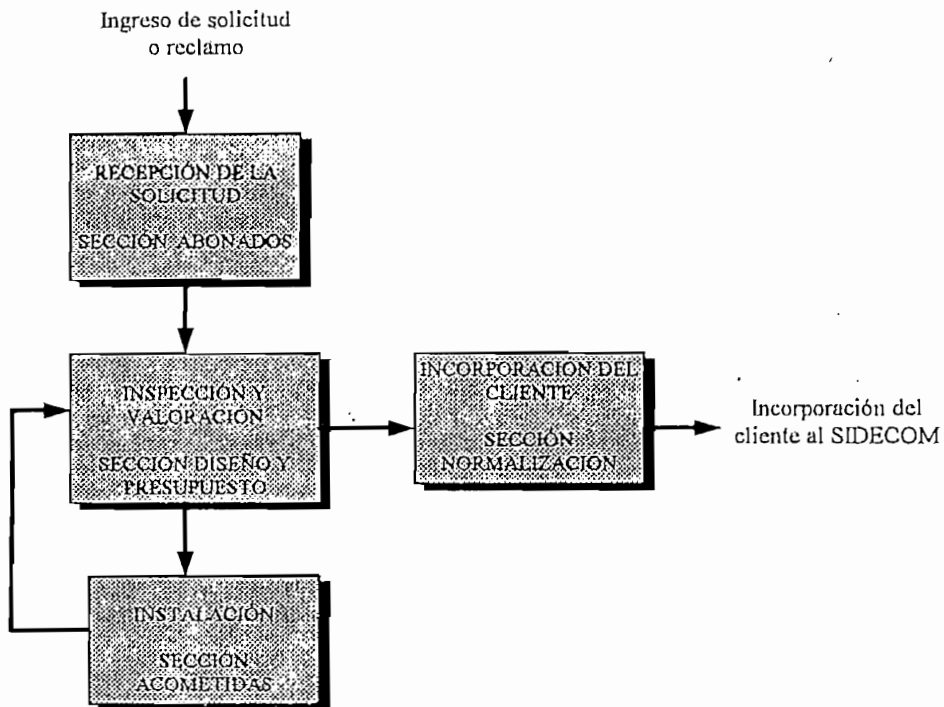 Ingreso de solicitud
o reclamo
RECEPCIÓN DE LA
SOLICITUD
SECCIÓN ABONADOS
INSPECCIÓN Y
VALORACIÓN
SECCIÓN DISEÑO Y
PRESUPUESTO
INCORPORACIÓN DEL
CLIENTE
SECCIÓN
NORMALIZACIÓN
Incorporación del
cliente al SIDECOM
INSTALACIÓN
SECCIÓN
ACOMETIDAS